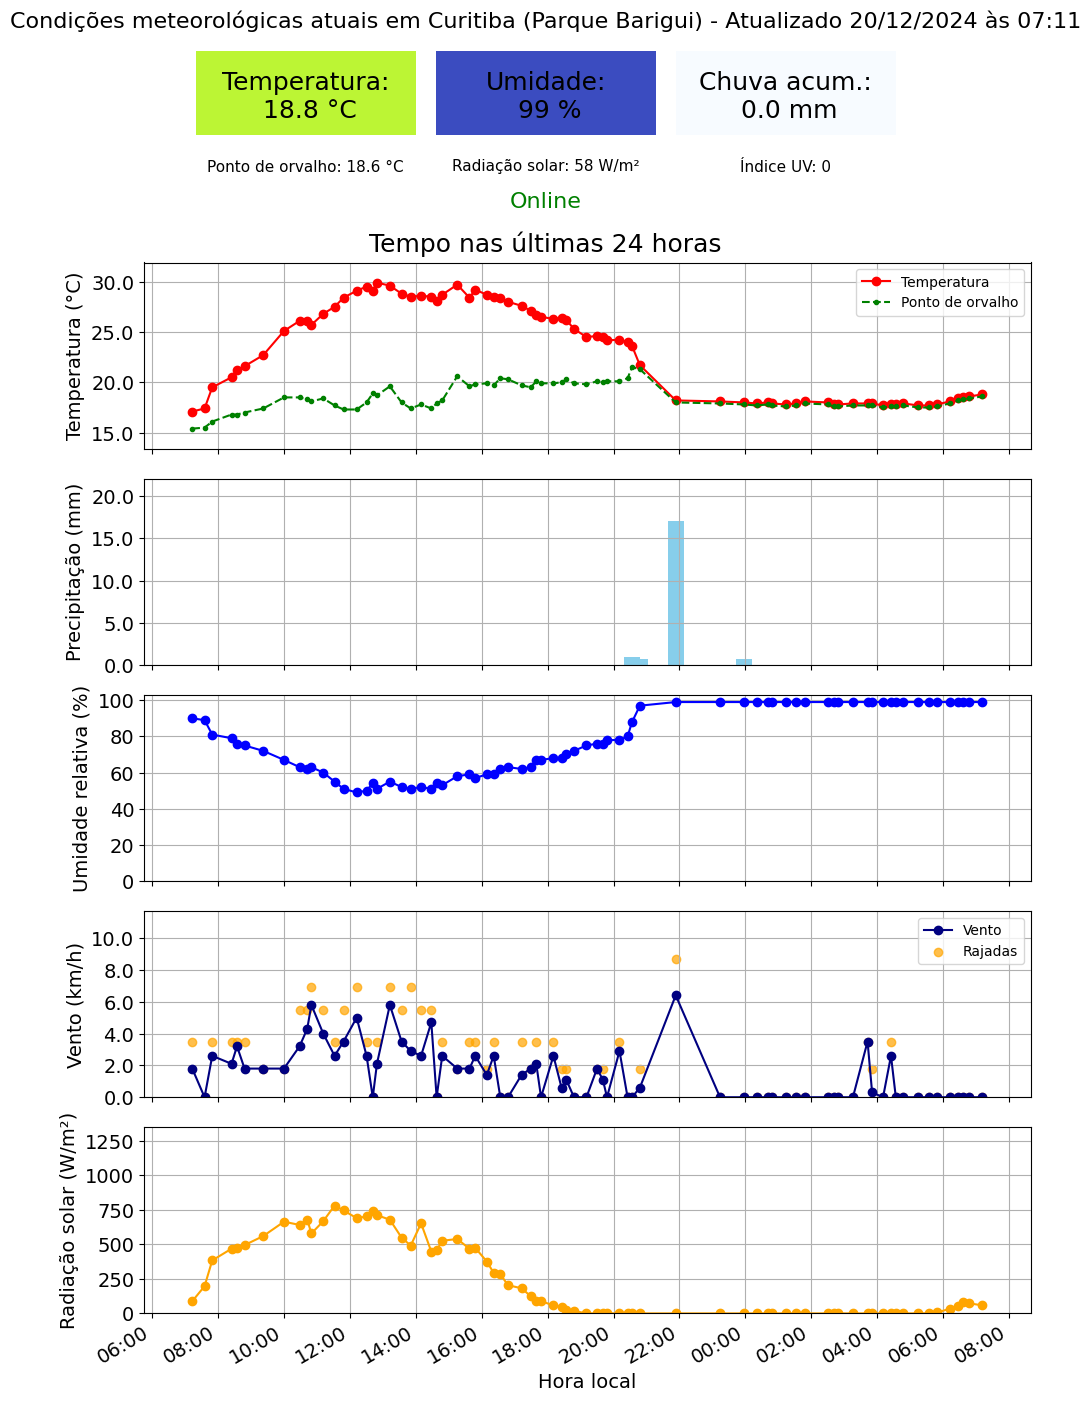 Condições meteorológicas atuais em Curitiba (Parque Barigui) - Atualizado 20/12/2024 às 07:11
Temperatura:
18.8 °C
Umidade:
99 %
Chuva acum.:
0.0 mm
Ponto de orvalho: 18.6 °C
Radiação solar: 58 W/m²
Índice UV: 0
Online
Tempo nas últimas 24 horas
Temperatura (°C)
30.0
25.0
20.0
15.0
Temperatura
Ponto de orvalho
Precipitação (mm)
20.0
15.0
10.0
5.0
0.0
Umidade relativa (%)
100
80
60
40
20
0
Vento (km/h)
10.0
8.0
6.0
4.0
2.0
0.0
Vento
Rajadas
Radiação solar (W/m²)
1250
1000
750
500
250
0
06:00
08:00
10:00
12:00
14:00
16:00
18:00
20:00
22:00
00:00
02:00
04:00
06:00
08:00
Hora local